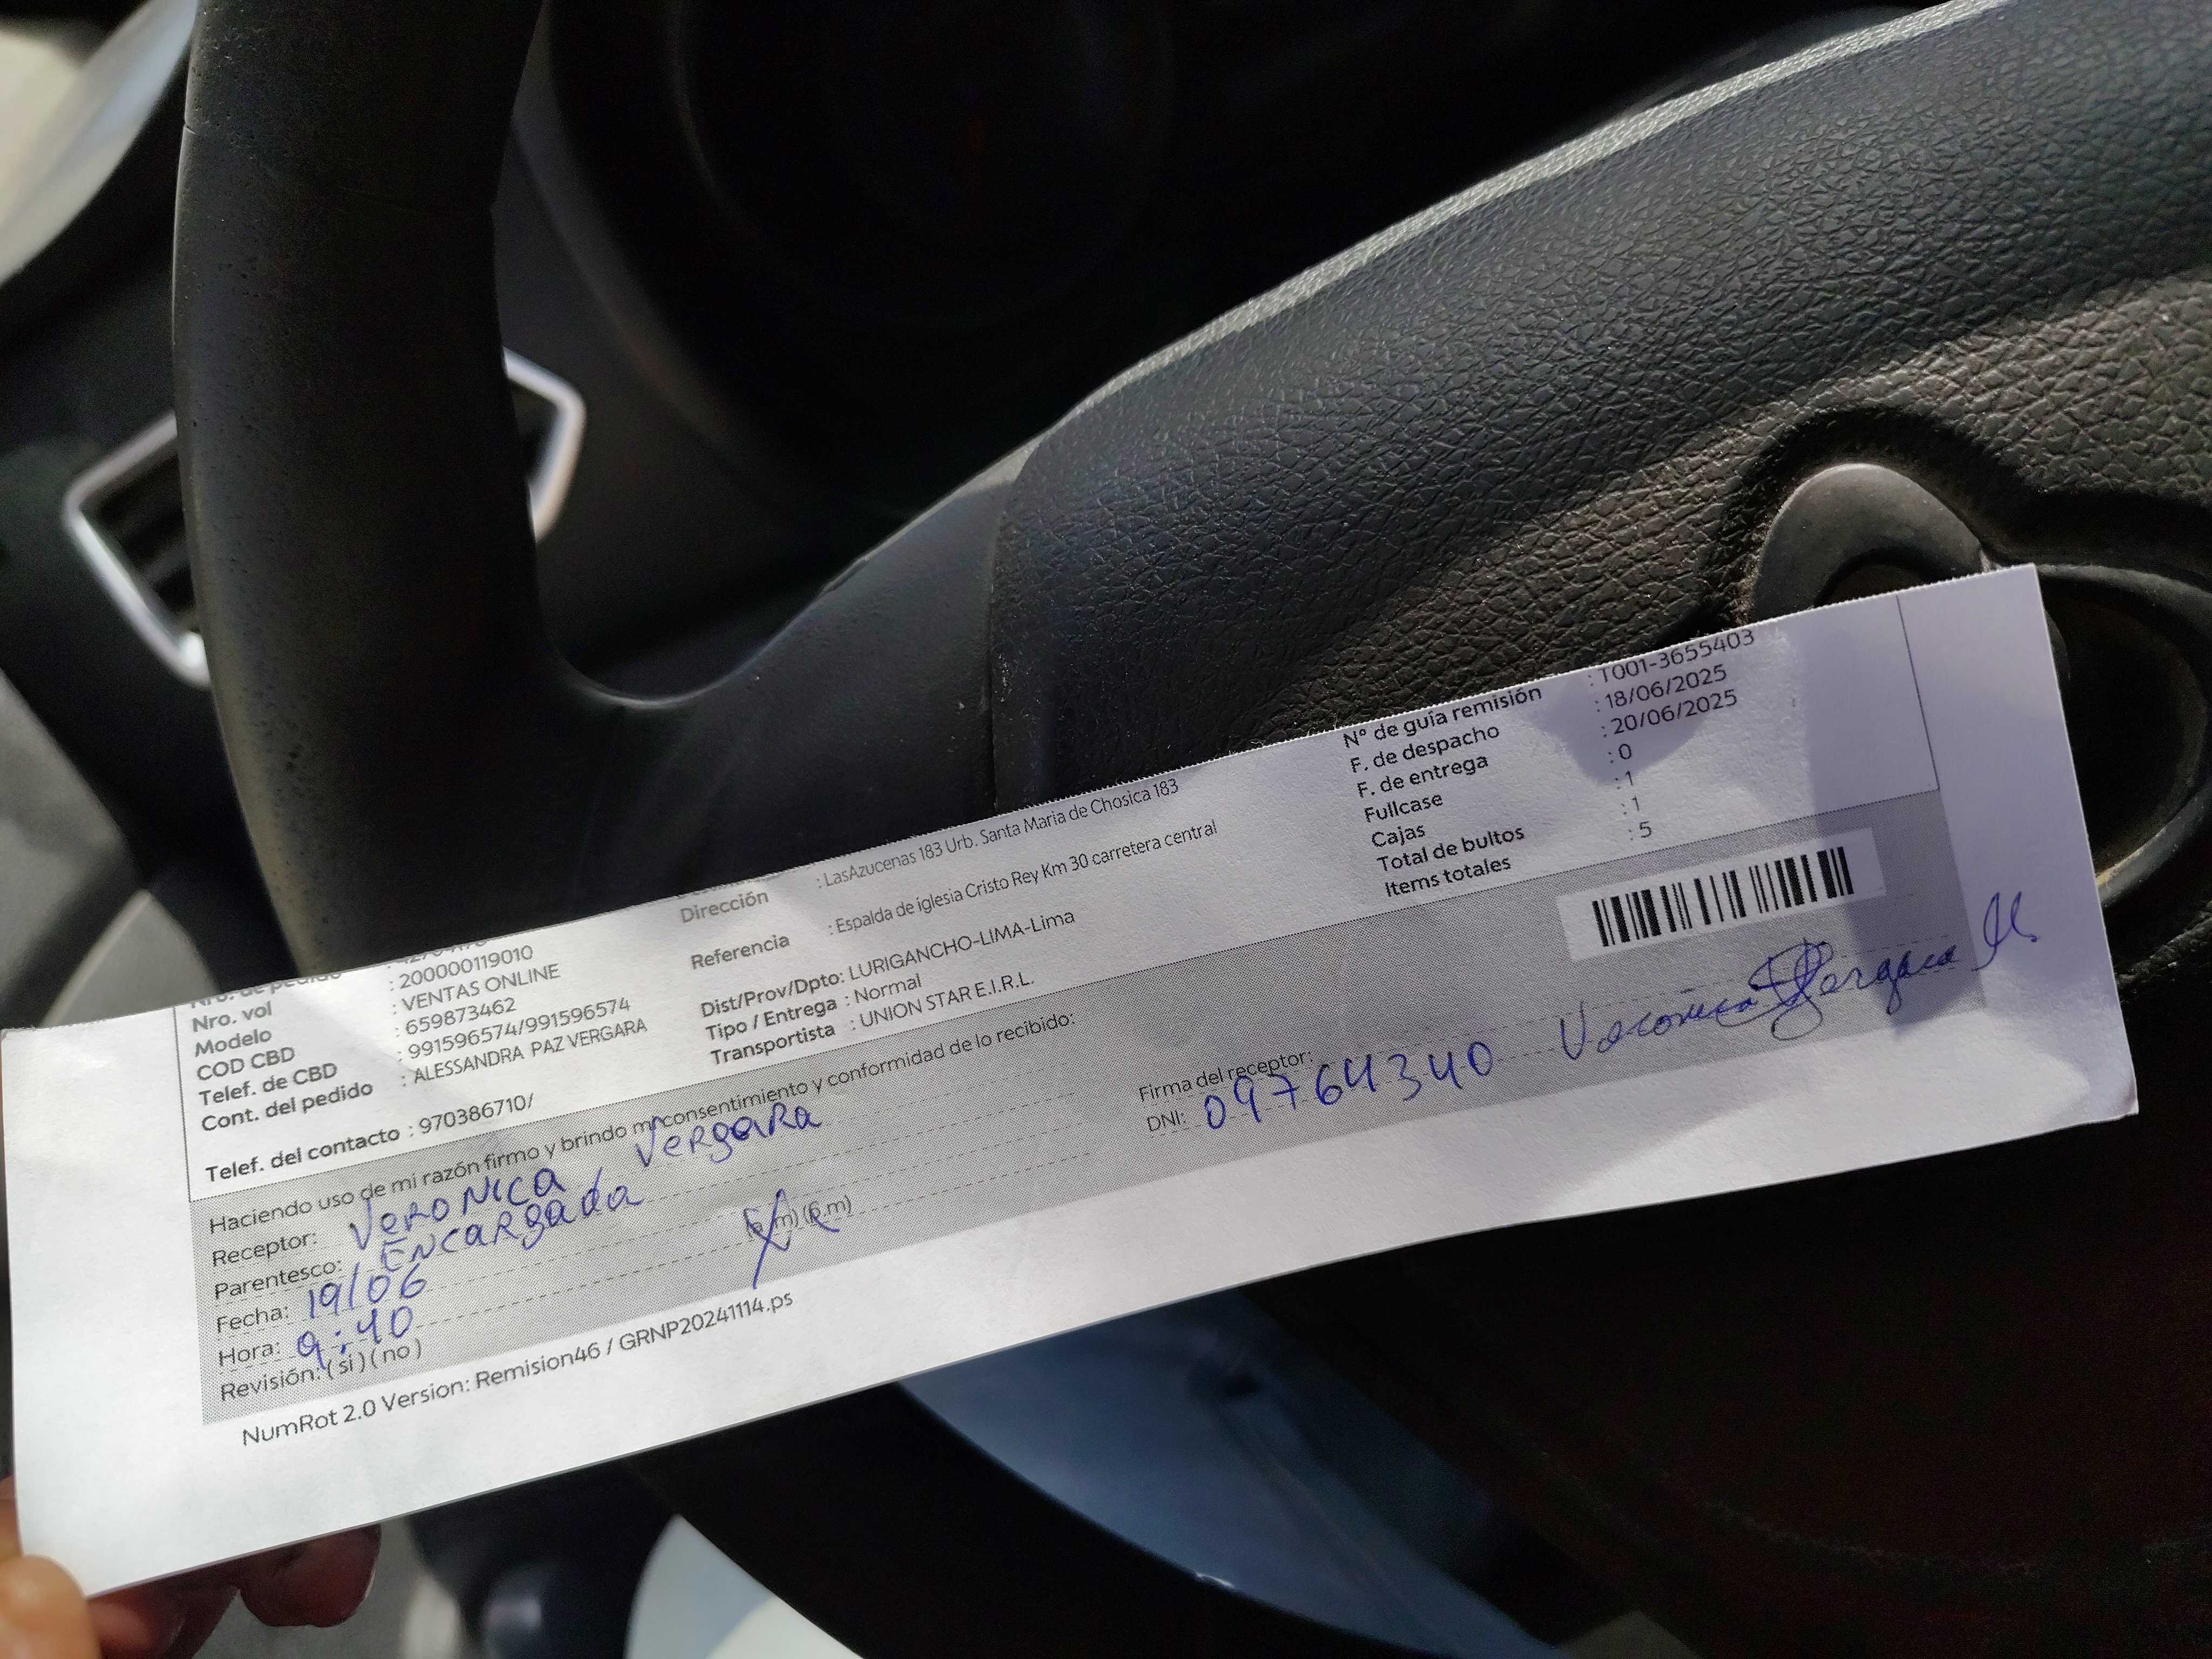 Nro. de pedido
Nro. vol : 200000119010
Modelo : VENTAS ONLINE
COD CBD : 659873462
Telef. de CBD : 991596574/991596574
Cont. del pedido : ALESSANDRA PAZ VERGARA
Telef. del contacto : 970386710/
Dirección : LasAzucenas 183 Urb. Santa Maria de Chosica 183
Referencia : Espalda de iglesia Cristo Rey Km 30 carretera central
Dist/Prov/Dpto: LURIGANCHO-LIMA-Lima
Tipo / Entrega : Normal
Transportista : UNION STAR E.I.R.L.
N° de guía remisión : T001-3655403
F. de despacho : 18/06/2025
F. de entrega : 20/06/2025
Fullcase : 0
Cajas : 1
Total de bultos : 1
Items totales : 5
Haciendo uso de mi razón firmo y brindo mi consentimiento y conformidad de lo recibido:
Receptor: VERONICA VERGARA
Parentesco: ENCARGADA
Fecha: 19/06
Hora: 9:40 (a.m) (p.m)
Revisión: ( si ) ( no )
Firma del receptor: Veronica Vergara
DNI: 09764340
NumRot 2.0 Version: Remision46 / GRNP20241114.ps